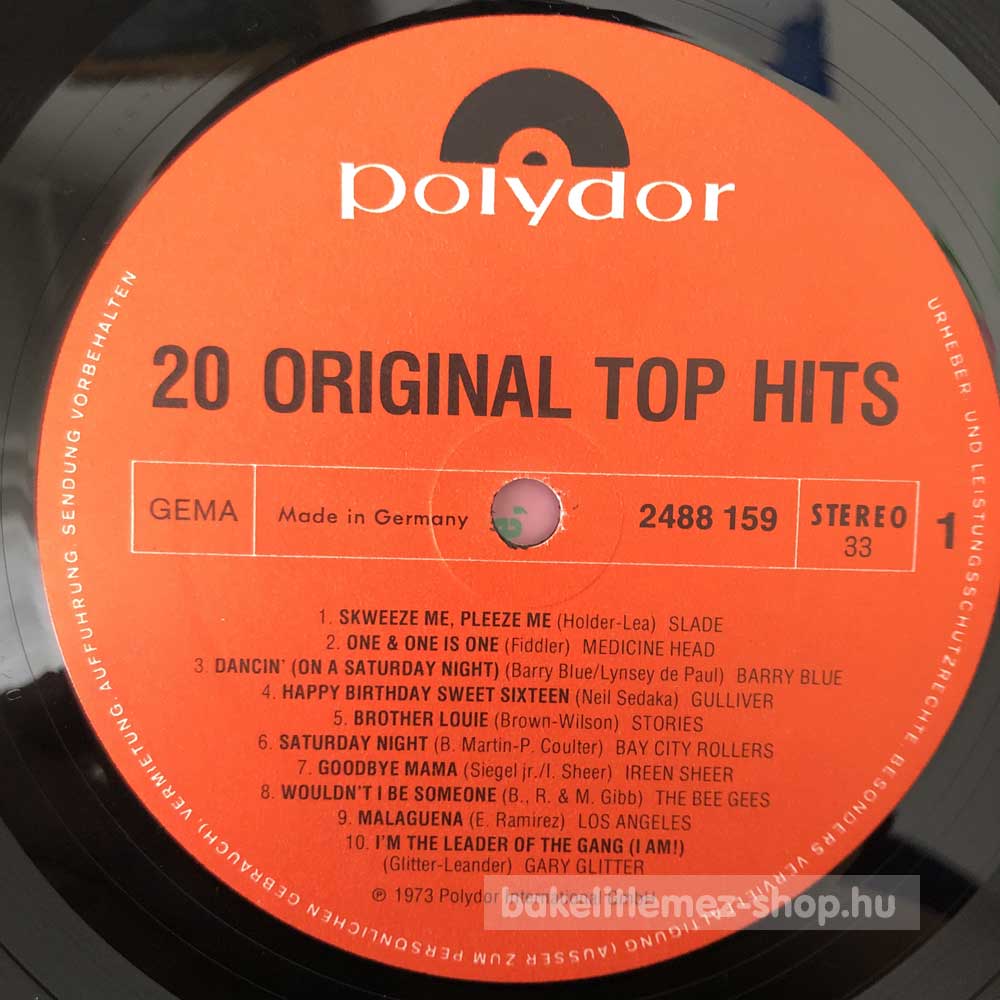 polydor
20 ORIGINAL TOP HITS
GEMA
Made in Germany
2488 159
STEREO
33
1
1. SKWEEZE ME, PLEEZE ME (Holder-Lea) SLADE
2. ONE & ONE IS ONE (Fiddler) MEDICINE HEAD
3. DANCIN' (ON A SATURDAY NIGHT) (Barry Blue/Lynsey de Paul) BARRY BLUE
4. HAPPY BIRTHDAY SWEET SIXTEEN (Neil Sedaka) GULLIVER
5. BROTHER LOUIE (Brown-Wilson) STORIES
6. SATURDAY NIGHT (B. Martin-P. Coulter) BAY CITY ROLLERS
7. GOODBYE MAMA (Siegel jr./I. Sheer) IREEN SHEER
8. WOULDN'T I BE SOMEONE (B., R. & M. Gibb) THE BEE GEES
9. MALAGUENA (E. Ramirez) LOS ANGELES
10. I'M THE LEADER OF THE GANG (I AM!)
(Glitter-Leander) GARY GLITTER
℗ 1973 Polydor International GmbH
URHEBER UND LEISTUNGSSCHUTZRECHTE, BESONDERS VERVIELFÄLTIGUNG (AUSSER ZUM PERSÖNLICHEN GEBRAUCH), VERMIETUNG, AUFFÜHRUNG, SENDUNG VORBEHALTEN
bakelitlemez-shop.hu